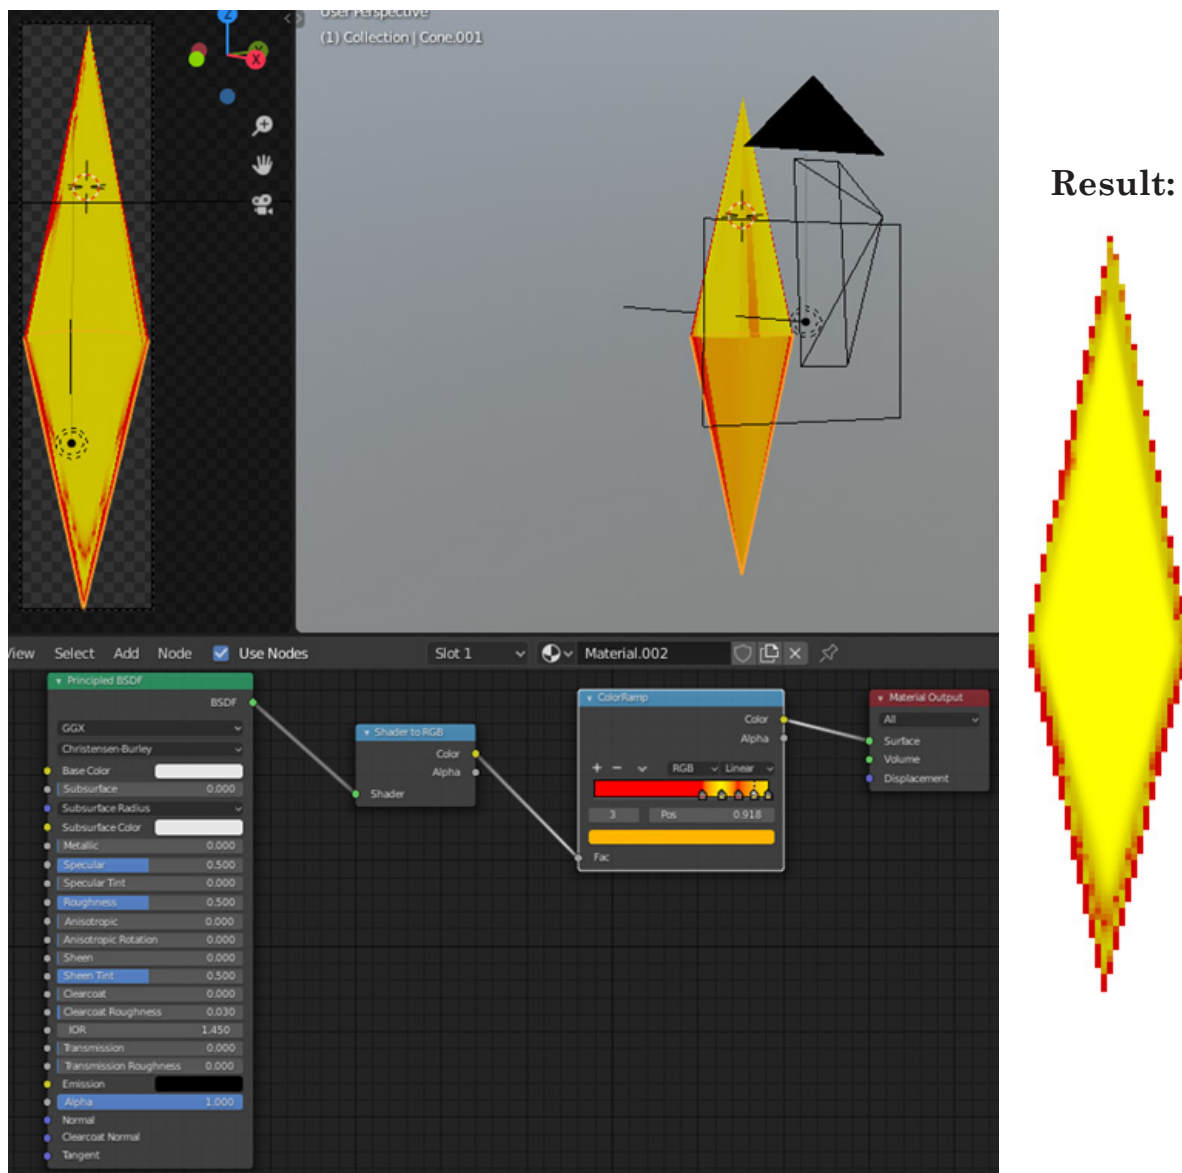 User Perspective
(1) Collection | Cone.001
Z
Y
X
Result:
View Select Add Node Use Nodes Slot 1 Material.002
Principled BSDF
BSDF
GGX
Christensen-Burley
Base Color
Subsurface 0.000
Subsurface Radius
Subsurface Color
Metallic 0.000
Specular 0.500
Specular Tint 0.000
Roughness 0.500
Anisotropic 0.000
Anisotropic Rotation 0.000
Sheen 0.000
Sheen Tint 0.500
Clearcoat 0.000
Clearcoat Roughness 0.030
IOR 1.450
Transmission 0.000
Transmission Roughness 0.000
Emission
Alpha 1.000
Normal
Clearcoat Normal
Tangent
Shader to RGB
Color
Alpha
Shader
ColorRamp
Color
Alpha
+ − RGB Linear
3 Pos 0.918
Fac
Material Output
All
Surface
Volume
Displacement